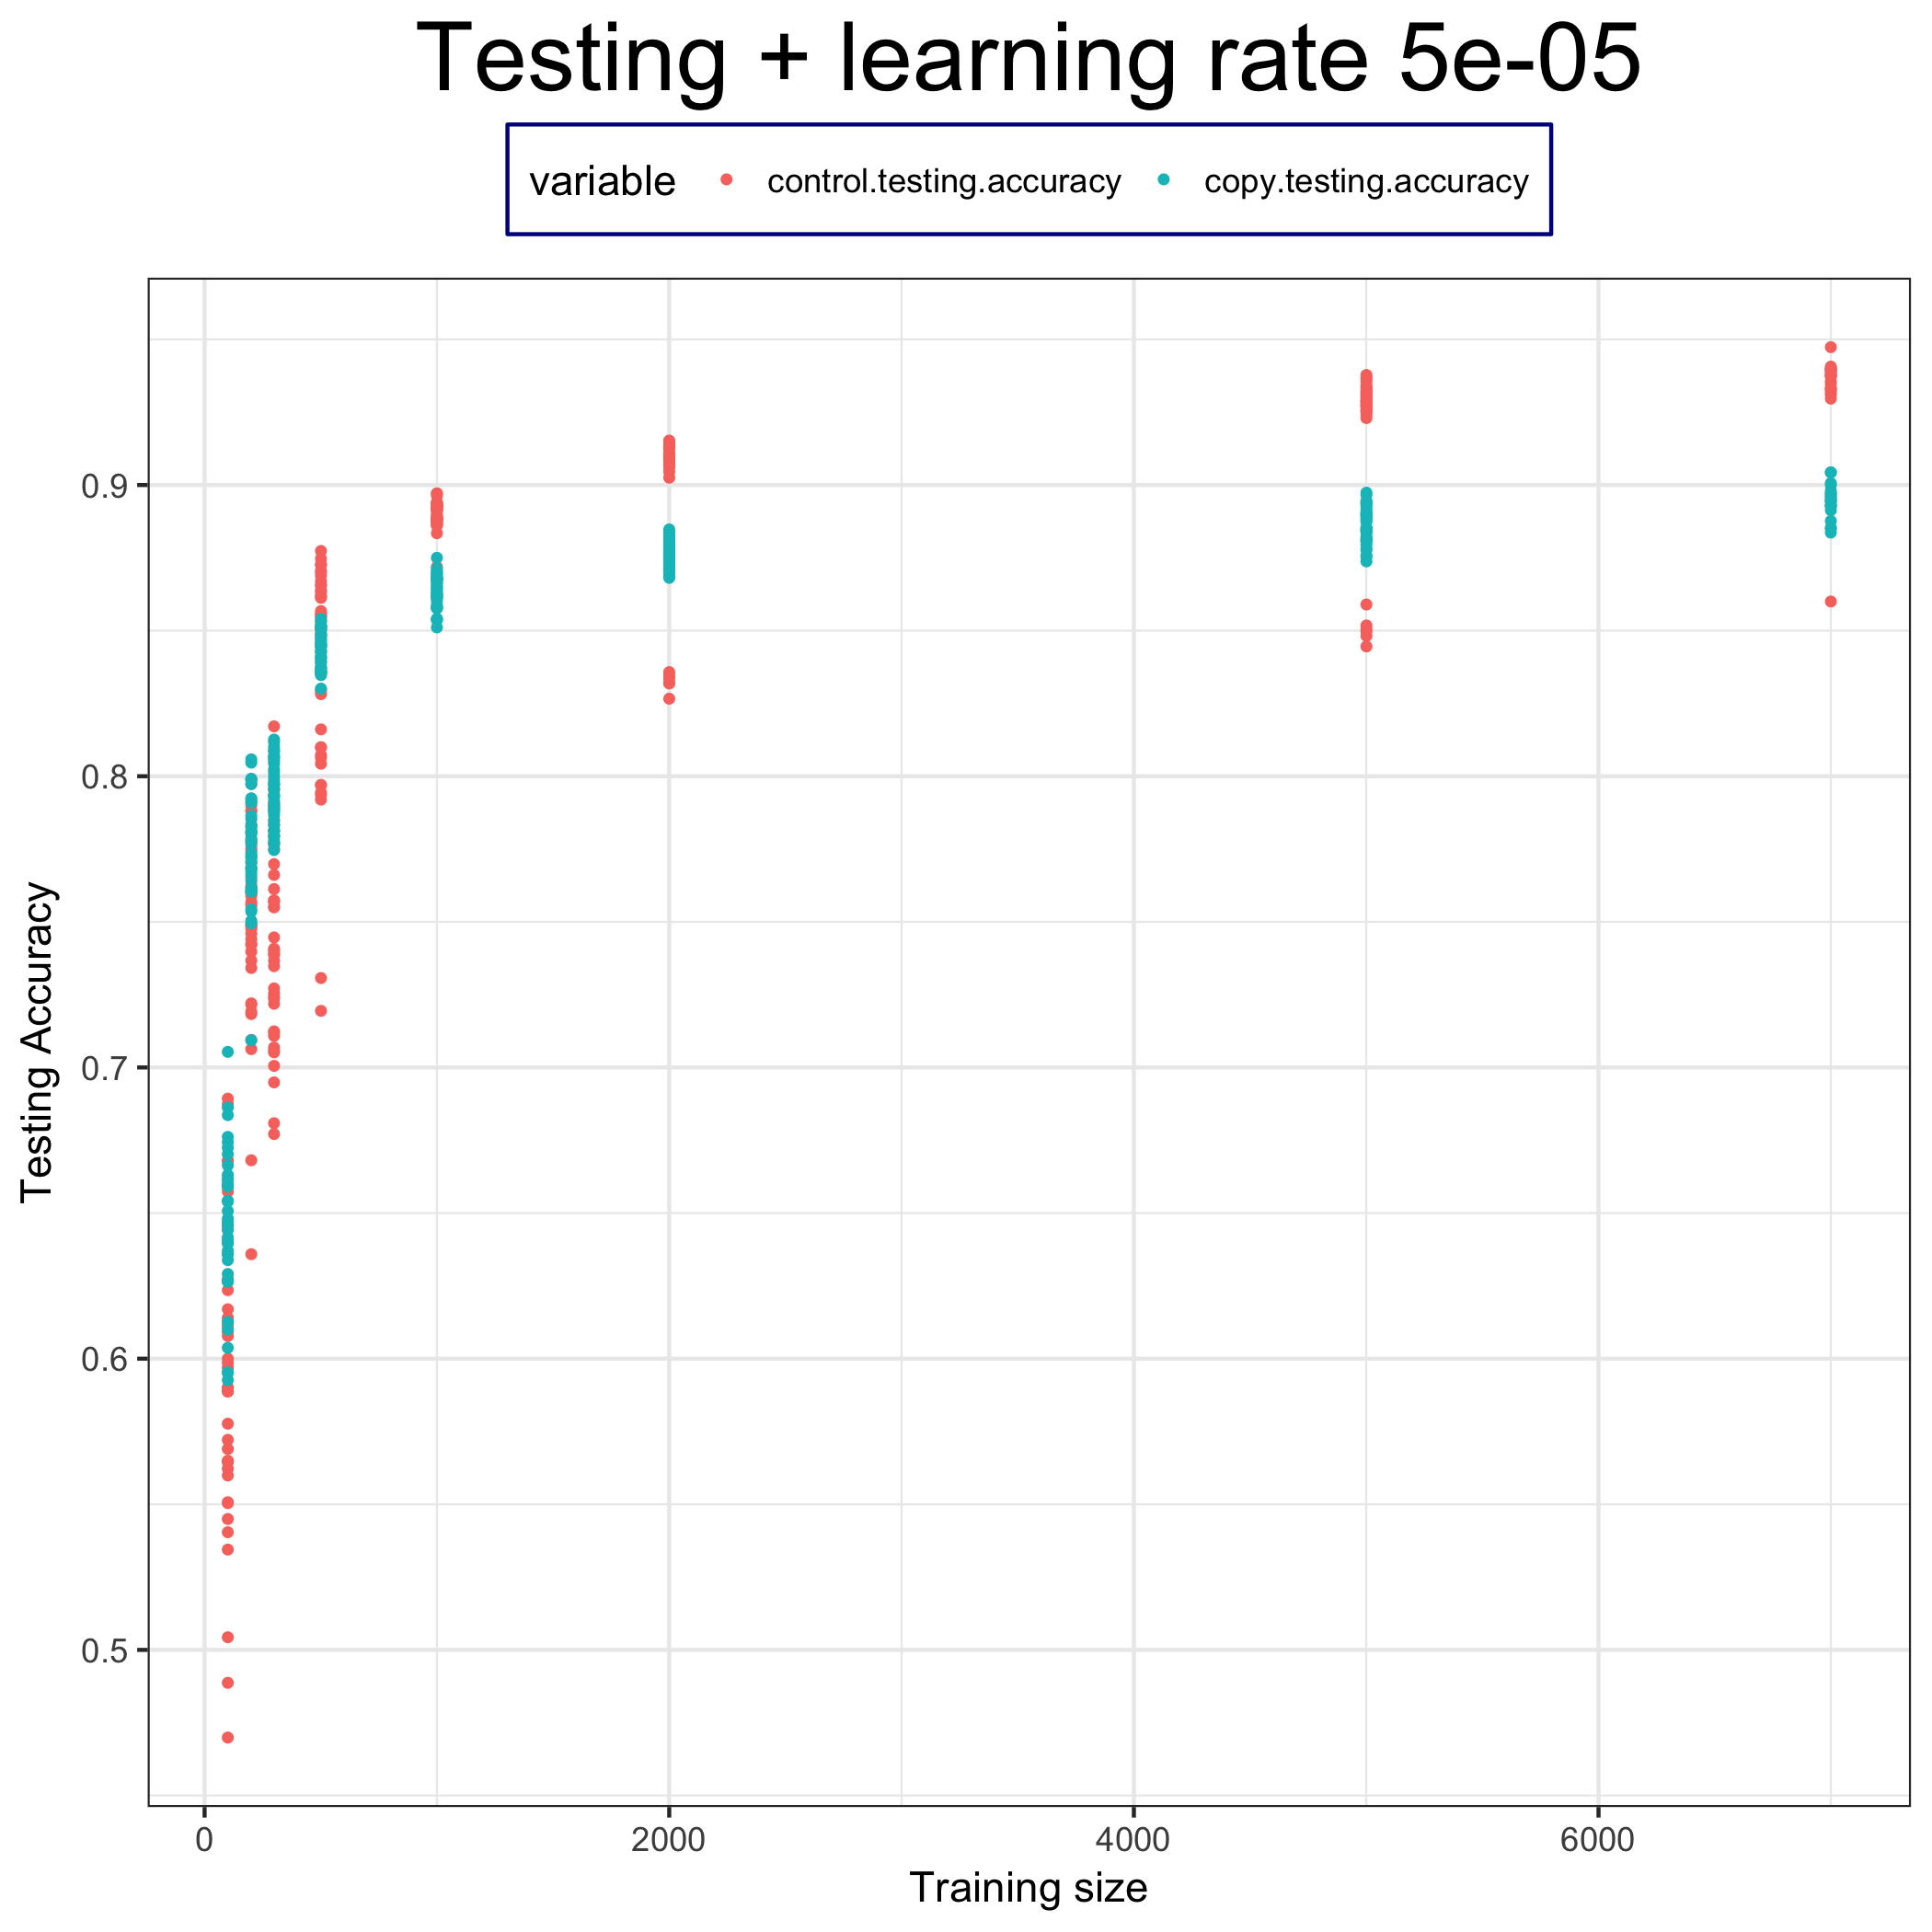 Testing + learning rate 5e-05
variable control.testing.accuracy copy.testing.accuracy
Testing Accuracy
0.9
0.8
0.7
0.6
0.5
0 2000 4000 6000
Training size